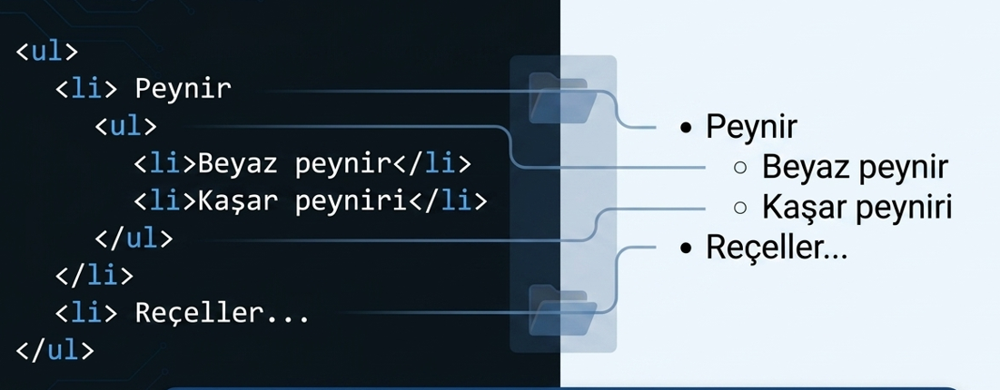 <ul>
<li> Peynir
<ul>
<li>Beyaz peynir</li>
<li>Kaşar peyniri</li>
</ul>
</li>
<li> Reçeller...
</ul>
• Peynir
○ Beyaz peynir
○ Kaşar peyniri
• Reçeller...